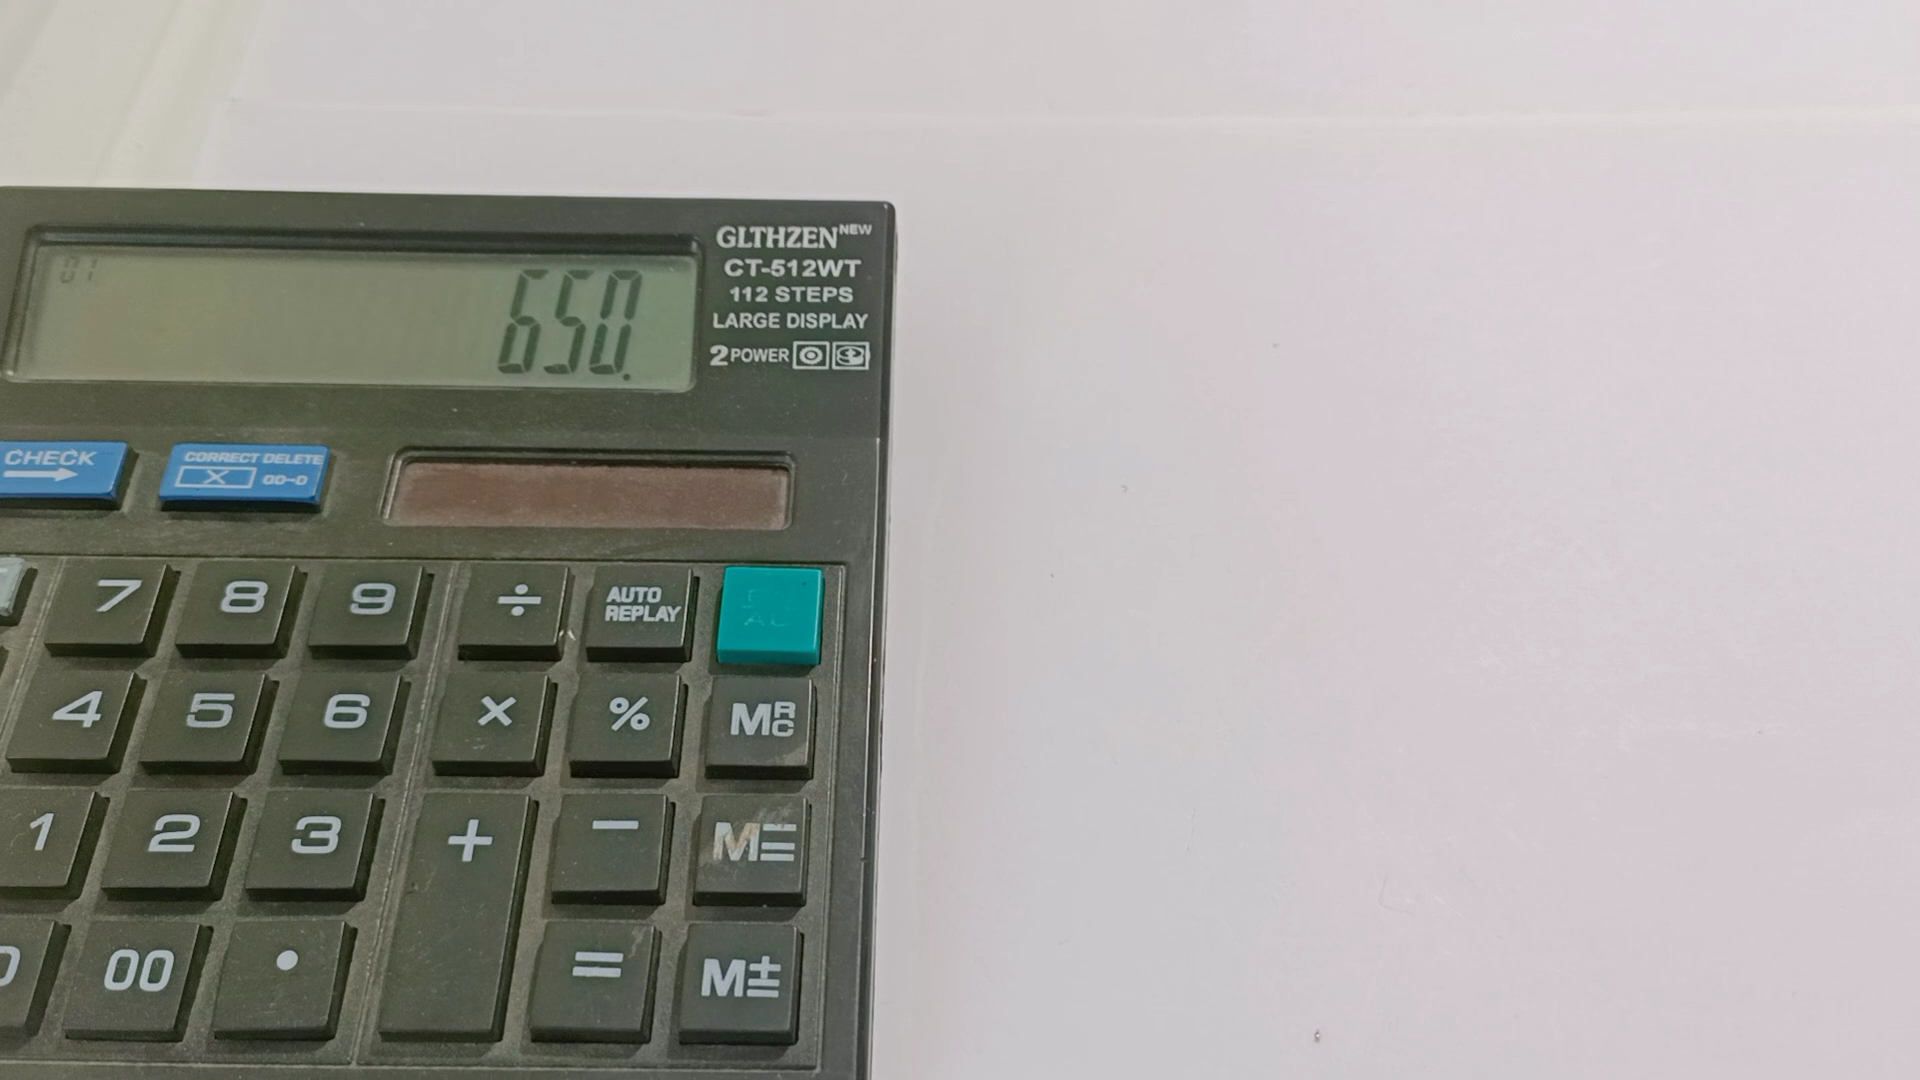 GLTHZEN NEW
CT-512WT
112 STEPS
LARGE DISPLAY
2 POWER
650.
CHECK
CORRECT DELETE
X 00→0
7 8 9 ÷ AUTO REPLAY
4 5 6 × % MRC
1 2 3 + − M=
00 . = M±